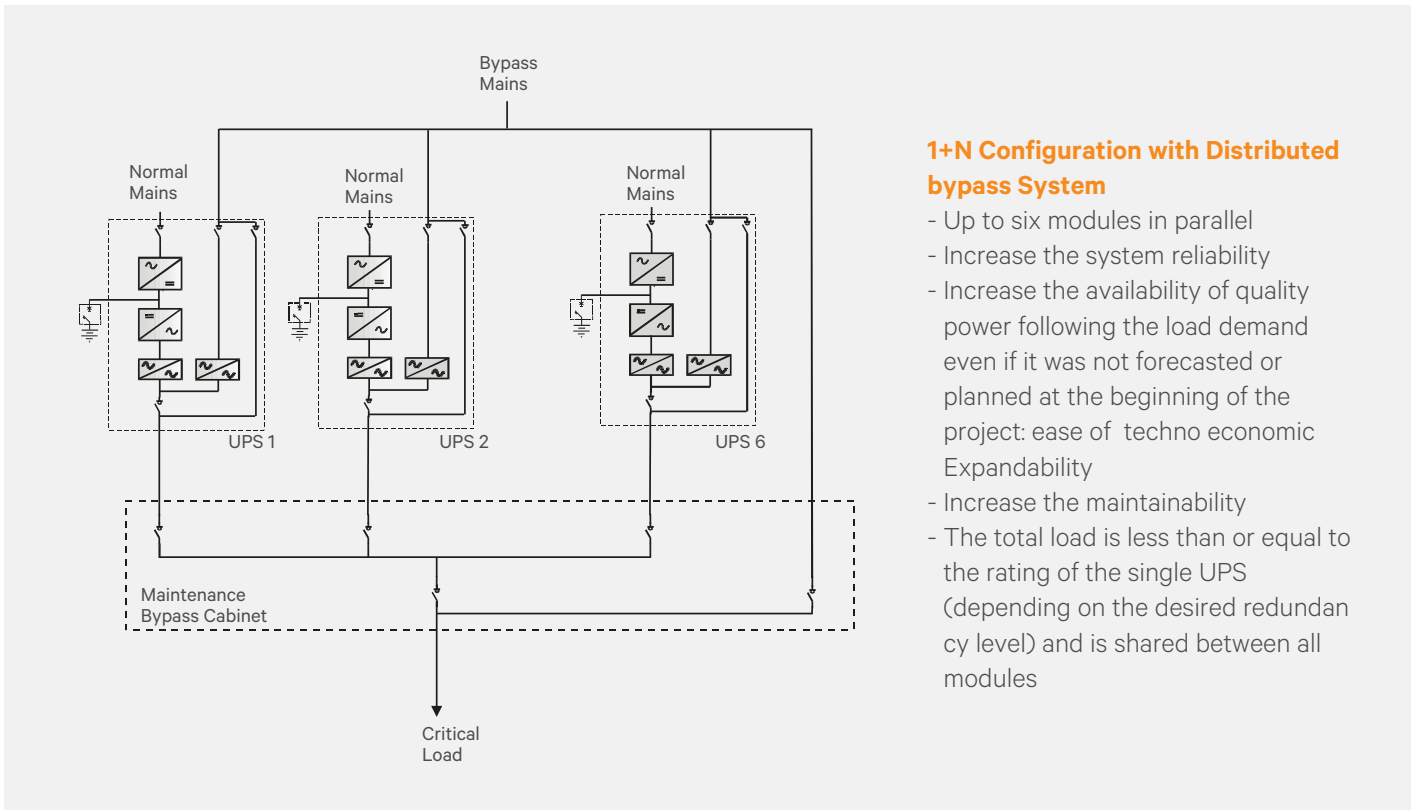 Bypass
Mains
Normal
Mains
Normal
Mains
Normal
Mains
UPS 1
UPS 2
UPS 6
Maintenance
Bypass Cabinet
Critical
Load
1+N Configuration with Distributed
bypass System
- Up to six modules in parallel
- Increase the system reliability
- Increase the availability of quality
power following the load demand
even if it was not forecasted or
planned at the beginning of the
project: ease of  techno economic
Expandability
- Increase the maintainability
- The total load is less than or equal to
the rating of the single UPS
(depending on the desired redundan
cy level) and is shared between all
modules